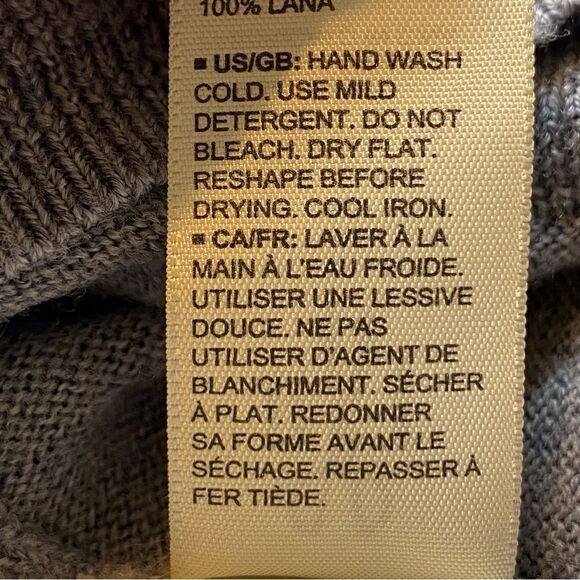 100% LANA
▪ US/GB: HAND WASH
COLD. USE MILD
DETERGENT. DO NOT
BLEACH. DRY FLAT.
RESHAPE BEFORE
DRYING. COOL IRON.
▪ CA/FR: LAVER À LA
MAIN À L'EAU FROIDE.
UTILISER UNE LESSIVE
DOUCE. NE PAS
UTILISER D'AGENT DE
BLANCHIMENT. SÉCHER
À PLAT. REDONNER
SA FORME AVANT LE
SÉCHAGE. REPASSER À
FER TIÈDE.